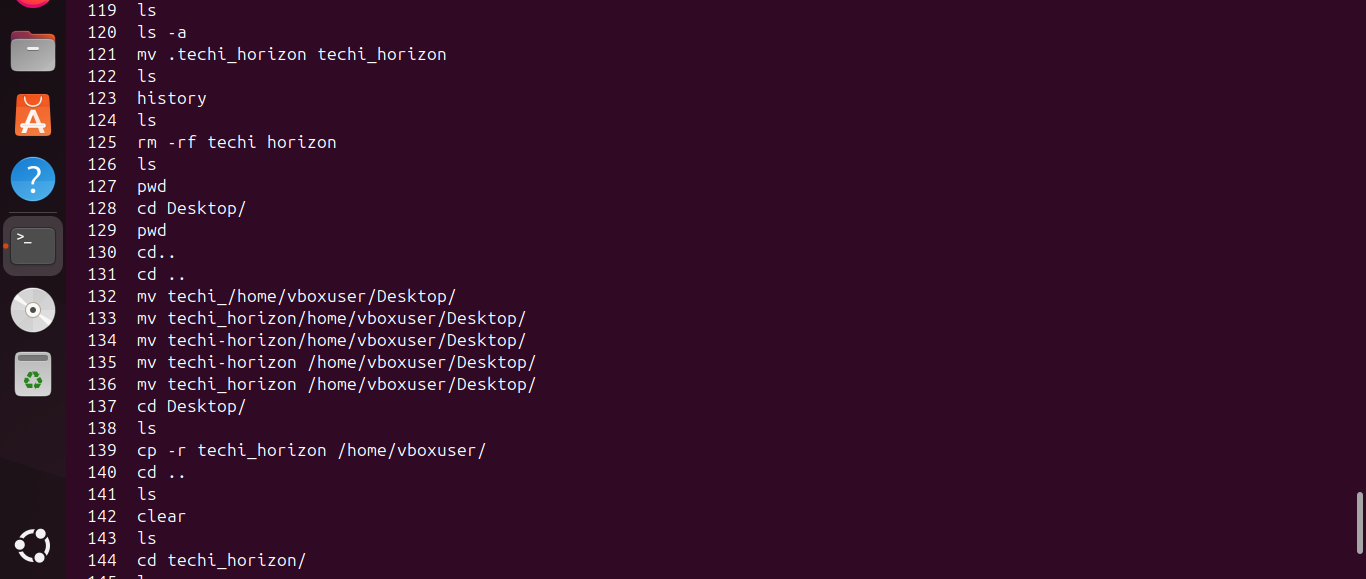 119 ls
120 ls -a
121 mv .techi_horizon techi_horizon
122 ls
123 history
124 ls
125 rm -rf techi horizon
126 ls
127 pwd
128 cd Desktop/
129 pwd
130 cd..
131 cd ..
132 mv techi_/home/vboxuser/Desktop/
133 mv techi_horizon/home/vboxuser/Desktop/
134 mv techi-horizon/home/vboxuser/Desktop/
135 mv techi-horizon /home/vboxuser/Desktop/
136 mv techi_horizon /home/vboxuser/Desktop/
137 cd Desktop/
138 ls
139 cp -r techi_horizon /home/vboxuser/
140 cd ..
141 ls
142 clear
143 ls
144 cd techi_horizon/